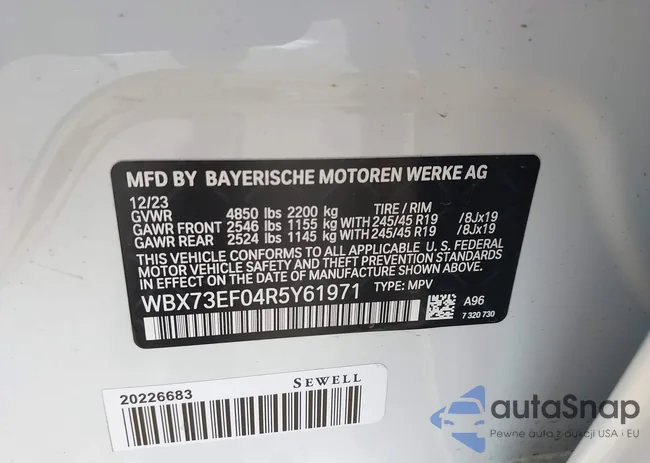 MFD BY BAYERISCHE MOTOREN WERKE AG
12/23
GVWR 4850 lbs 2200 kg TIRE / RIM
GAWR FRONT 2546 lbs 1155 kg WITH 245/45 R19 /8Jx19
GAWR REAR 2524 lbs 1145 kg WITH 245/45 R19 /8Jx19
THIS VEHICLE CONFORMS TO ALL APPLICABLE U.S. FEDERAL
MOTOR VEHICLE SAFETY AND THEFT PREVENTION
STANDARDS IN EFFECT ON THE DATE OF MANUFACTURE SHOWN ABOVE.
WBX73EF04R5Y61971 TYPE: MPV
A96
7 320 730
SEWELL
20226683
autaSnap
Pewne auta z aukcji USA i EU